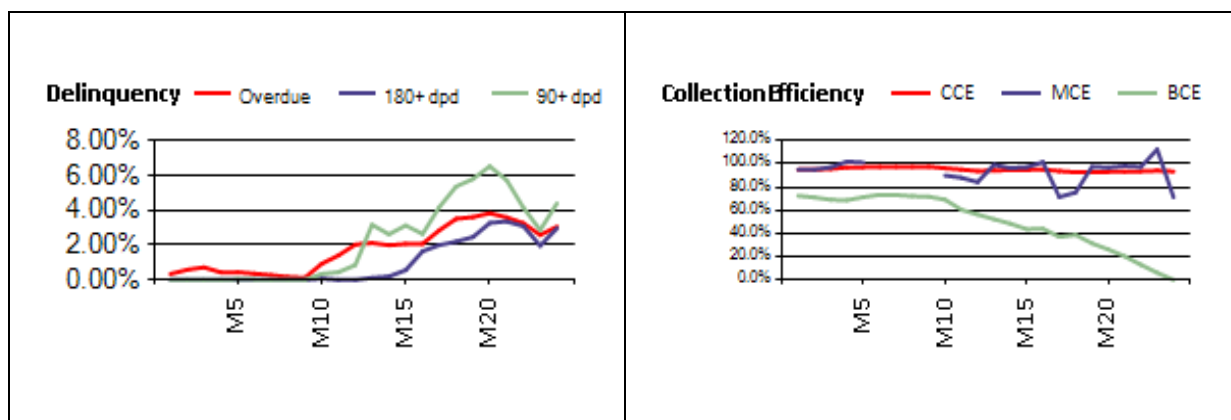 Delinquency Overdue 180+ dpd 90+ dpd
8.00%
6.00%
4.00%
2.00%
0.00%
M5
M10
M15
M20
Collection Efficiency CCE MCE BCE
120.0%
100.0%
80.0%
60.0%
40.0%
20.0%
0.0%
M5
M10
M15
M20